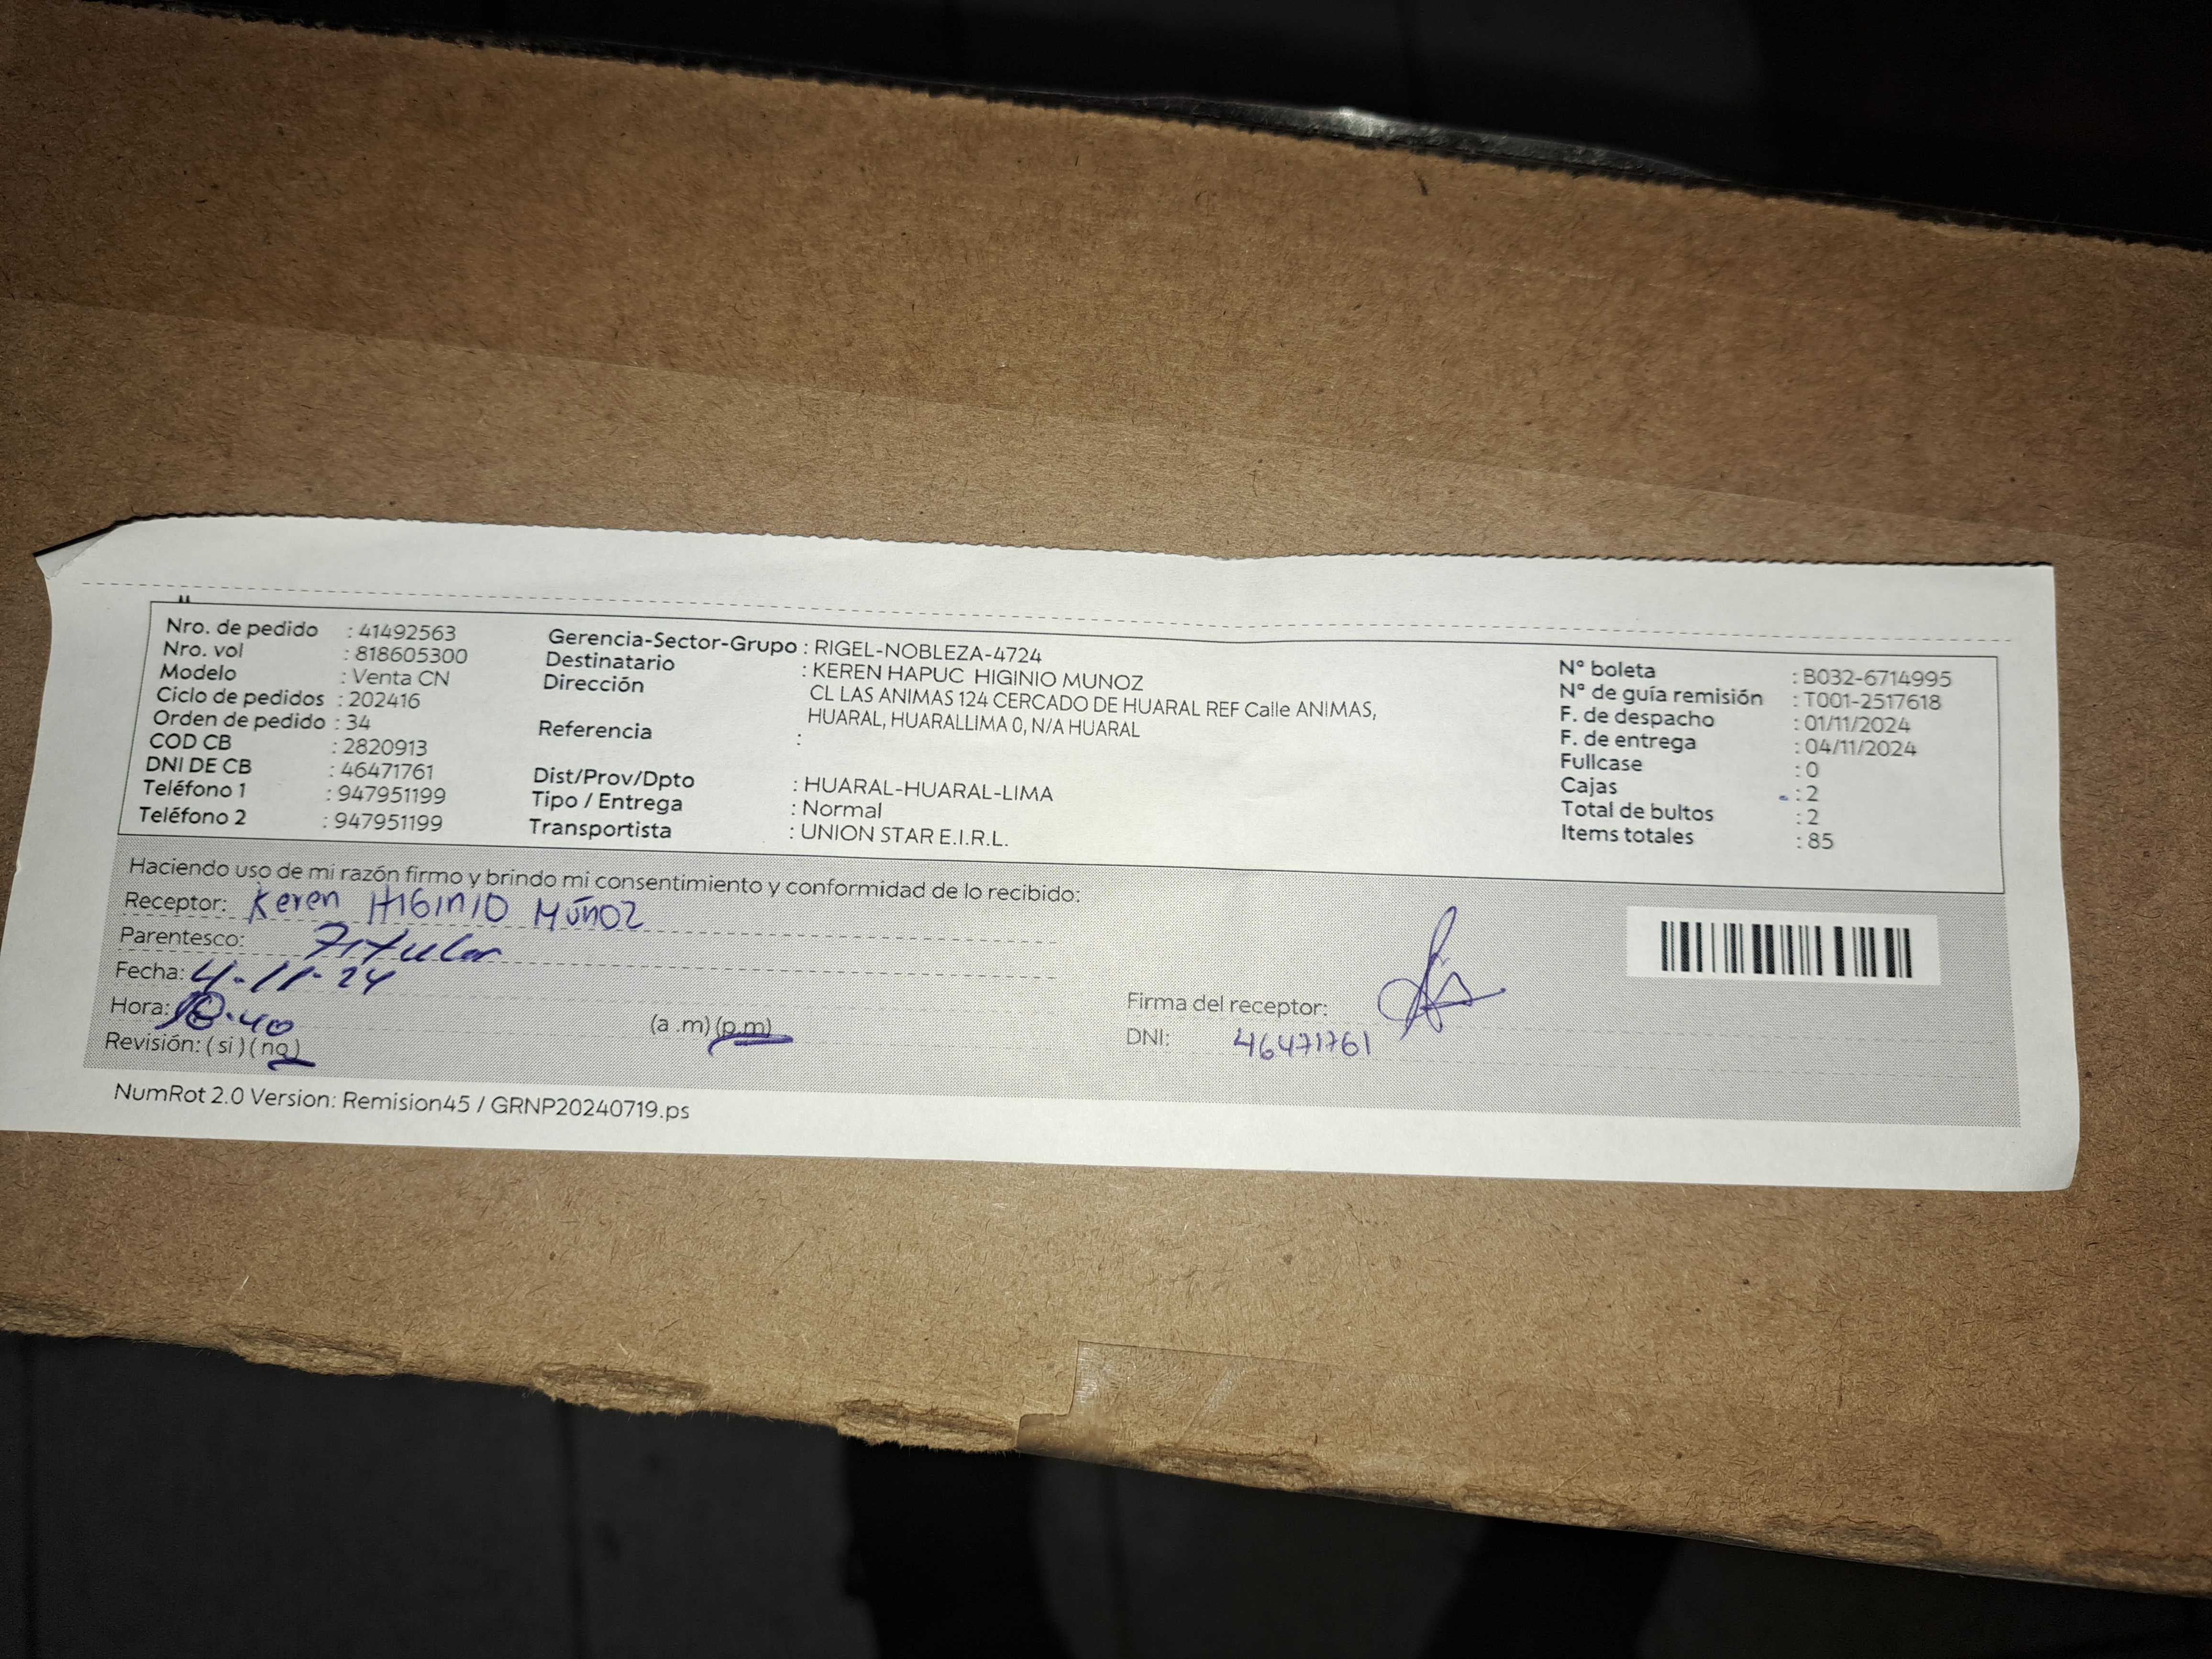 Nro. de pedido : 41492563
Nro. vol : 818605300
Modelo : Venta CN
Ciclo de pedidos : 202416
Orden de pedido : 34
COD CB : 2820913
DNI DE CB : 46471761
Teléfono 1 : 947951199
Teléfono 2 : 947951199
Gerencia-Sector-Grupo : RIGEL-NOBLEZA-4724
Destinatario : KEREN HAPUC HIGINIO MUNOZ
Dirección CL LAS ANIMAS 124 CERCADO DE HUARAL REF Calle ANIMAS,
HUARAL, HUARALLIMA 0, N/A HUARAL
Referencia :
Dist/Prov/Dpto : HUARAL-HUARAL-LIMA
Tipo / Entrega : Normal
Transportista : UNION STAR E.I.R.L.
N° boleta : B032-6714995
N° de guía remisión : T001-2517618
F. de despacho : 01/11/2024
F. de entrega : 04/11/2024
Fullcase : 0
Cajas : 2
Total de bultos : 2
Items totales : 85
Haciendo uso de mi razón firmo y brindo mi consentimiento y conformidad de lo recibido:
Receptor: Keren HIGINIO MUÑOZ
Parentesco: Titular
Fecha: 4-11-24
Hora: (a .m) (p.m)
Revisión: ( si ) ( no )
Firma del receptor:
DNI: 46471761
NumRot 2.0 Version: Remision45 / GRNP20240719.ps